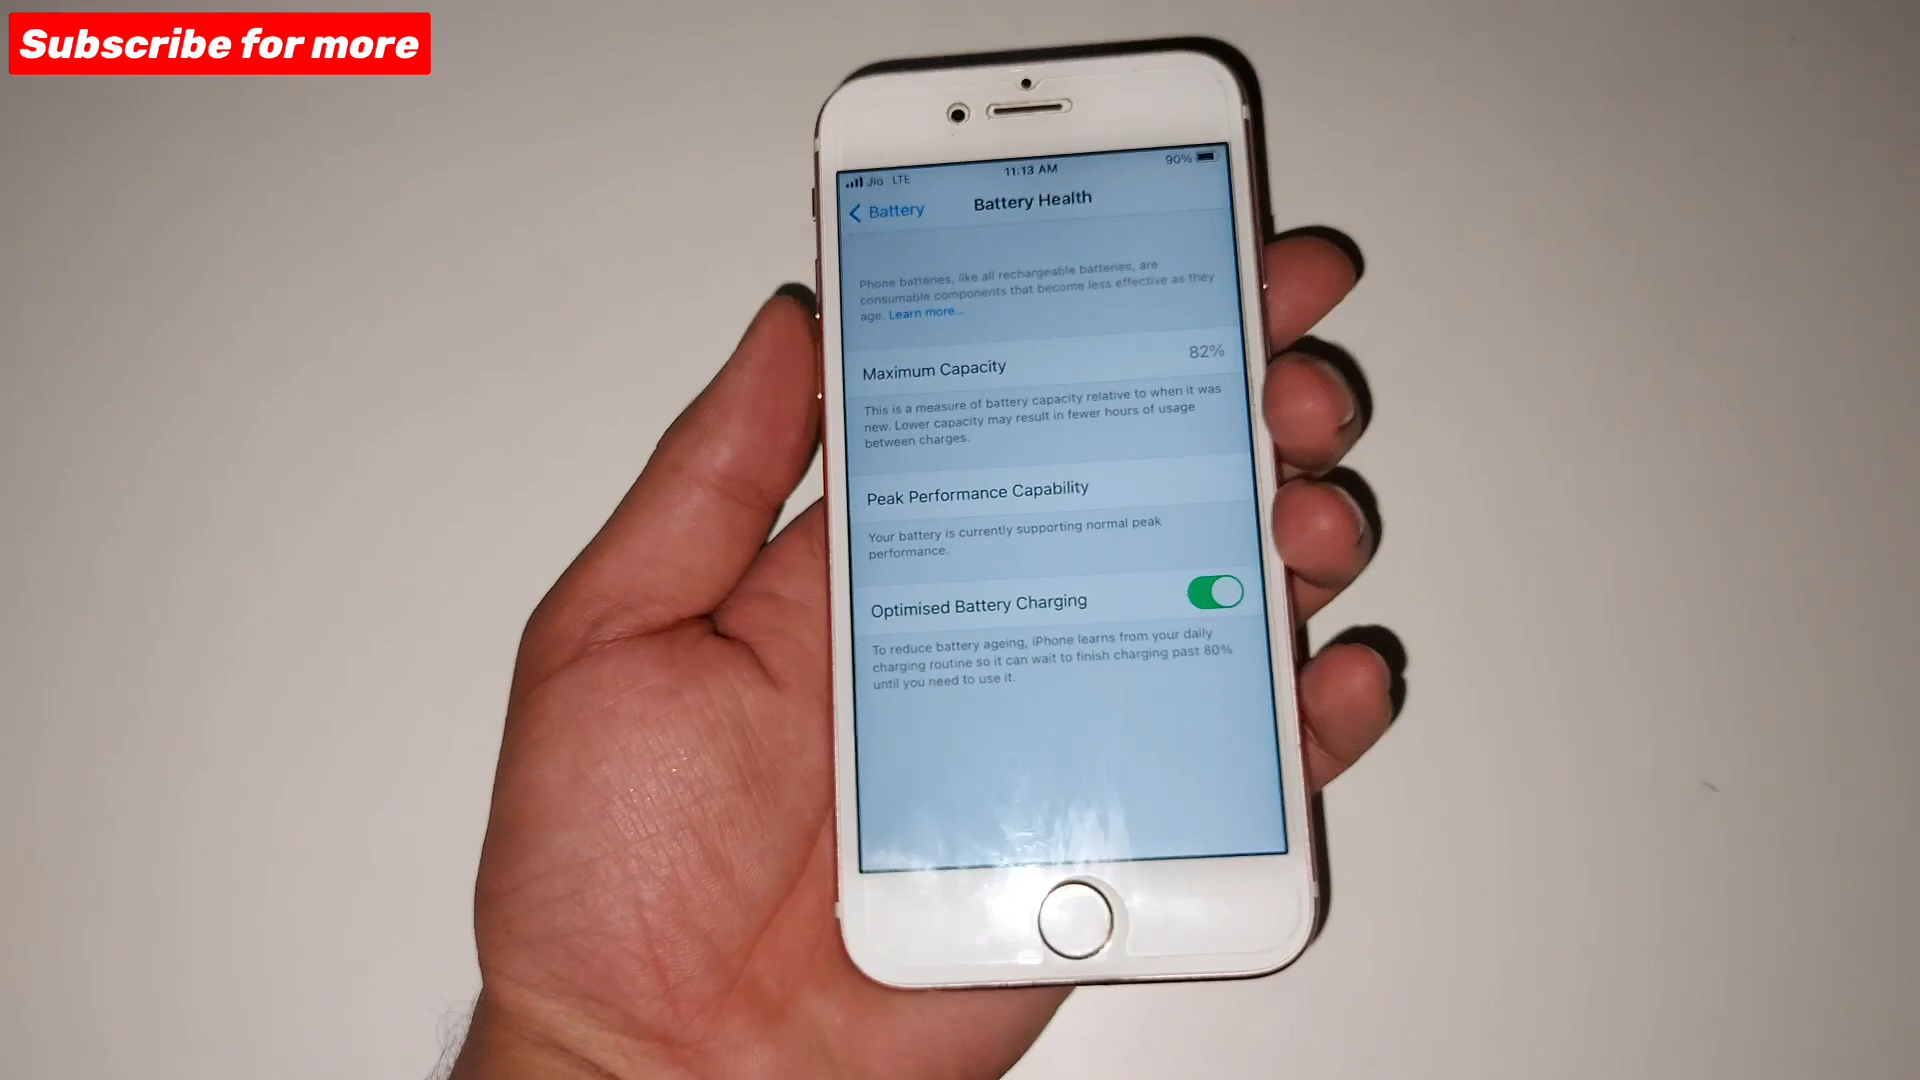 Subscribe for more
Jio LTE
11:13 AM
90%
Battery
Battery Health
Phone batteries, like all rechargeable batteries, are
consumable components that become less effective as they
age. Learn more...
Maximum Capacity
82%
This is a measure of battery capacity relative to when it was
new. Lower capacity may result in fewer hours of usage
between charges.
Peak Performance Capability
Your battery is currently supporting normal peak
performance.
Optimised Battery Charging
To reduce battery ageing, iPhone learns from your daily
charging routine so it can wait to finish charging past 80%
until you need to use it.